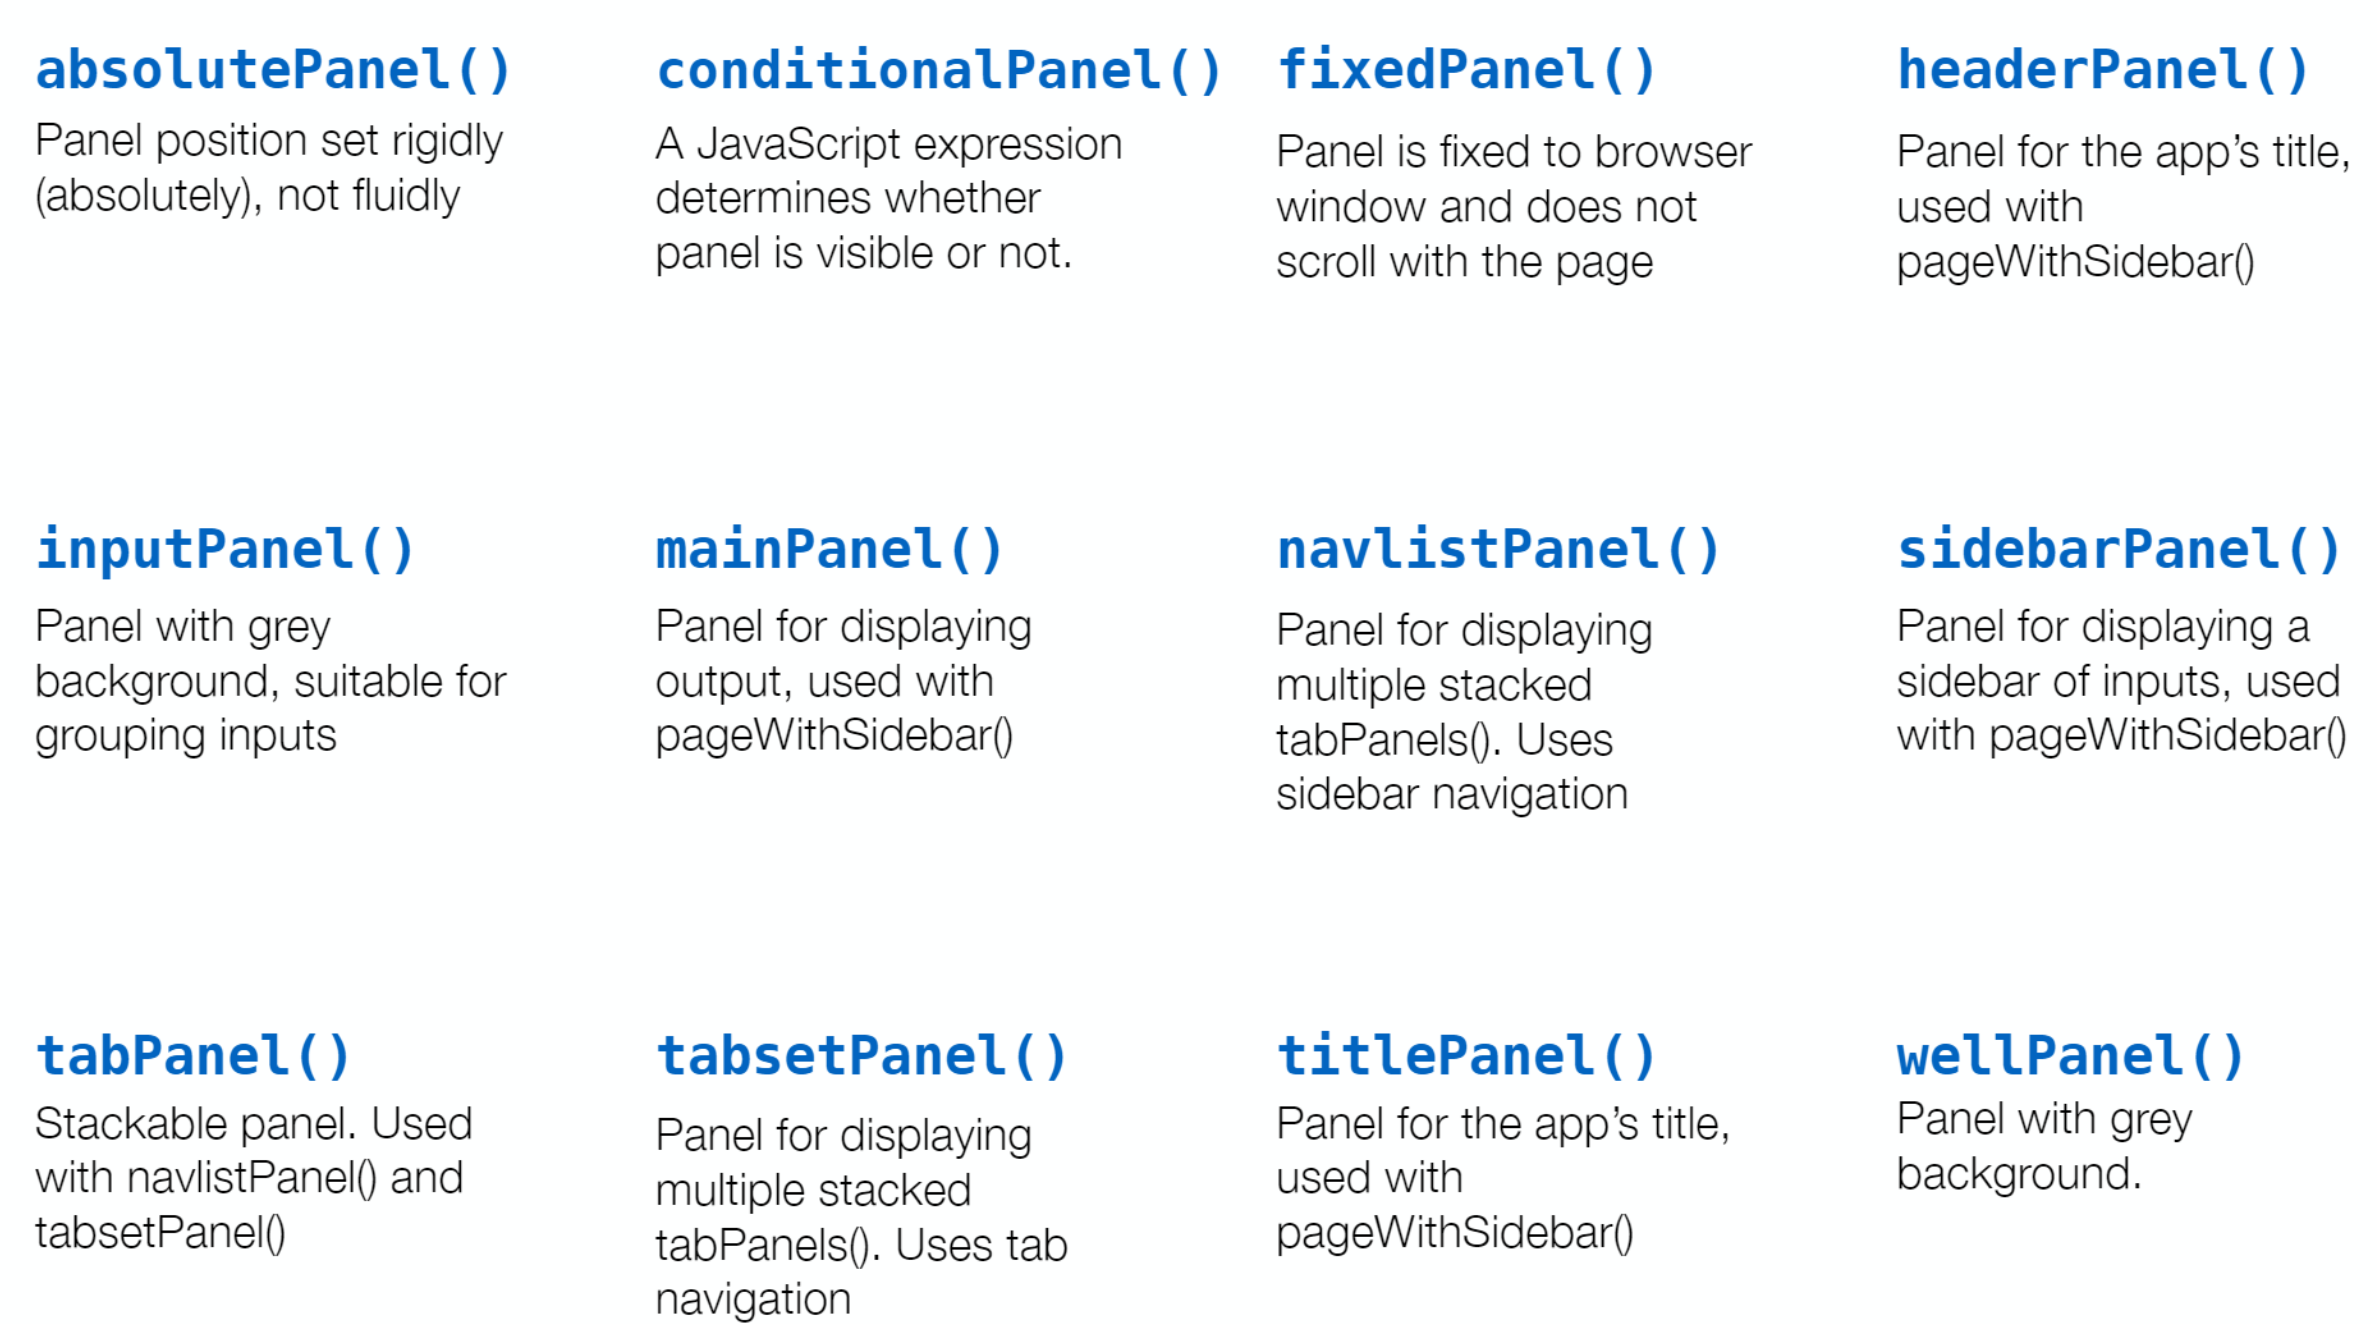 absolutePanel()
Panel position set rigidly
(absolutely), not fluidly
conditionalPanel()
A JavaScript expression
determines whether
panel is visible or not.
fixedPanel()
Panel is fixed to browser
window and does not
scroll with the page
headerPanel()
Panel for the app’s title,
used with
pageWithSidebar()
inputPanel()
Panel with grey
background, suitable for
grouping inputs
mainPanel()
Panel for displaying
output, used with
pageWithSidebar()
navlistPanel()
Panel for displaying
multiple stacked
tabPanels(). Uses
sidebar navigation
sidebarPanel()
Panel for displaying a
sidebar of inputs, used
with pageWithSidebar()
tabPanel()
Stackable panel. Used
with navlistPanel() and
tabsetPanel()
tabsetPanel()
Panel for displaying
multiple stacked
tabPanels(). Uses tab
navigation
titlePanel()
Panel for the app’s title,
used with
pageWithSidebar()
wellPanel()
Panel with grey
background.